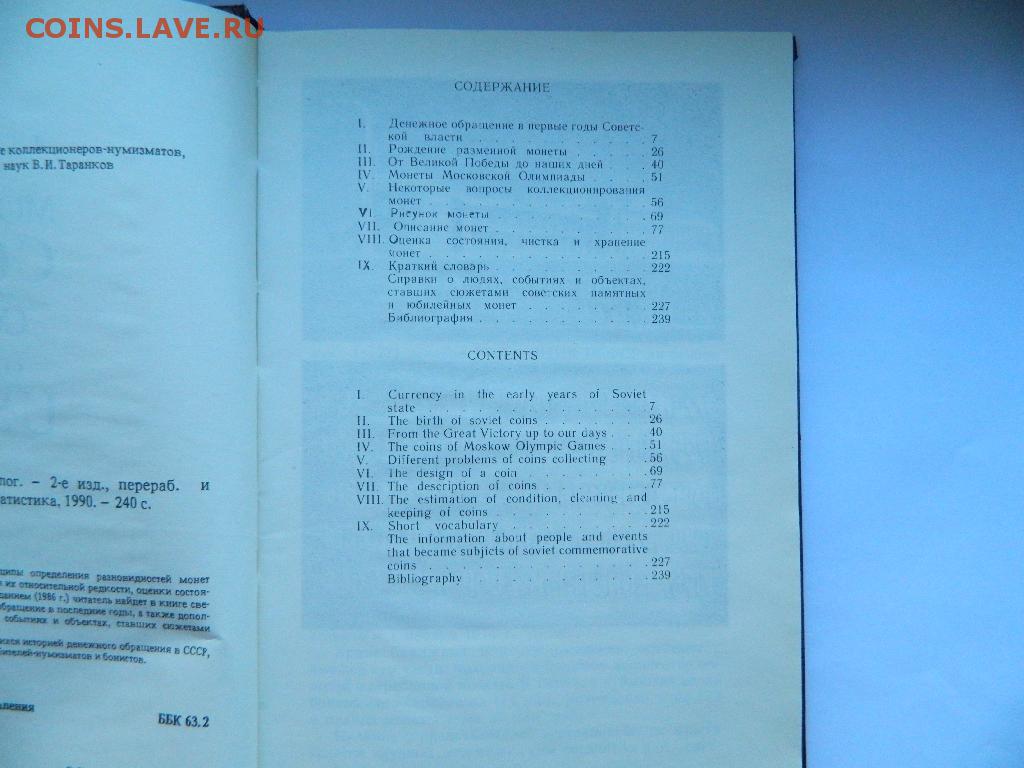 COINS.LAVE.RU
е коллекционеров-нумизматов,
наук В.И. Таранков
лог. – 2-е изд., перераб. и
атистика, 1990. – 240 с.
ципы определения разновидностей монет
их относительной редкости, оценки состоя-
данием (1986 г.) читатель найдет в книге све-
бращение в последние годы, а также допол-
событиях и объектах, ставших сюжетами
хся историей денежного обращения в СССР,
бителей-нумизматов и бонистов.
ББК 63.2
СОДЕРЖАНИЕ
I. Денежное обращение в первые годы Советс-
кой власти . . . . . . . . . . . . 7
II. Рождение разменной монеты . . . . . . 26
III. От Великой Победы до наших дней . . . 40
IV. Монеты Московской Олимпиады . . . . 51
V. Некоторые вопросы коллекционирования
монет . . . . . . . . . . . . . . 56
VI. Рисунок монеты . . . . . . . . . . 69
VII. Описание монет . . . . . . . . . . 77
VIII. Оценка состояния, чистка и хранение
монет . . . . . . . . . . . . . . 215
IX. Краткий словарь . . . . . . . . . . 222
Справки о людях, событиях и объектах,
ставших сюжетами советских памятных
и юбилейных монет . . . . . . . . 227
Библиография . . . . . . . . . . . 239
CONTENTS
I. Currency in the early years of Soviet
state . . . . . . . . . . . . . . 7
II. The birth of soviet coins . . . . . . . 26
III. From the Great Victory up to our days . . 40
IV. The coins of Moskow Olympic Games . . . 51
V. Different problems of coins collecting . . 56
VI. The design of a coin . . . . . . . . 69
VII. The description of coins . . . . . . . 77
VIII. The estimation of condition, cleaning and
keeping of coins . . . . . . . . . . 215
IX. Short vocabulary . . . . . . . . . 222
The information about people and events
that became subjicts of soviet commemorative
coins . . . . . . . . . . . . . . 227
Bibliography . . . . . . . . . . . 239